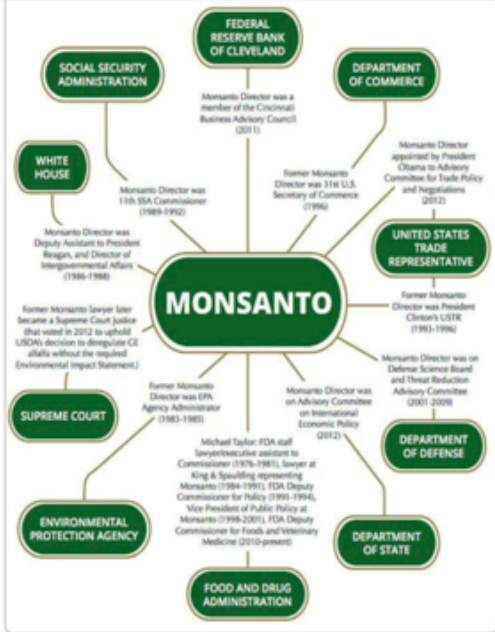 FEDERAL
RESERVE BANK
OF CLEVELAND
SOCIAL SECURITY
ADMINISTRATION
DEPARTMENT
OF COMMERCE
Monsanto Director was a
member of the Cincinnati
Business Advisory Council
(2011)
WHITE
HOUSE
Monsanto Director was
11th SSA Commissioner
(1989-1992)
Former Monsanto
Director was 31st U.S.
Secretary of Commerce
(1996)
Monsanto Director
appointed by President
Obama to Advisory
Committee for Trade Policy
and Negotiations
(2012)
Monsanto Director was
Deputy Assistant to President
Reagan, and Director of
Intergovernmental Affairs
(1986-1988)
UNITED STATES
TRADE
REPRESENTATIVE
MONSANTO
Former Monsanto
Director was President
Clinton's USTR
(1993-1996)
Former Monsanto lawyer later
became a Supreme Court justice
(that voted in 2012 to uphold
USDA's decision to deregulate GE
alfalfa without the required
Environmental Impact Statement.)
Monsanto Director was on
Defense Science Board
and Threat Reduction
Advisory Committee
(2001-2009)
SUPREME COURT
Former Monsanto
Director was EPA
Agency Administrator
(1983-1985)
Monsanto Director was
on Advisory Committee
on International
Economic Policy
(2012)
DEPARTMENT
OF DEFENSE
Michael Taylor: FDA staff
lawyer/executive assistant to
Commissioner (1976-1981), lawyer at
King & Spaulding representing
Monsanto (1984-1991), FDA Deputy
Commissioner for Policy (1991-1994),
Vice President of Public Policy at
Monsanto (1998-2001), FDA Deputy
Commissioner for Foods and Veterinary
Medicine (2010-present)
ENVIRONMENTAL
PROTECTION AGENCY
DEPARTMENT
OF STATE
FOOD AND DRUG
ADMINISTRATION